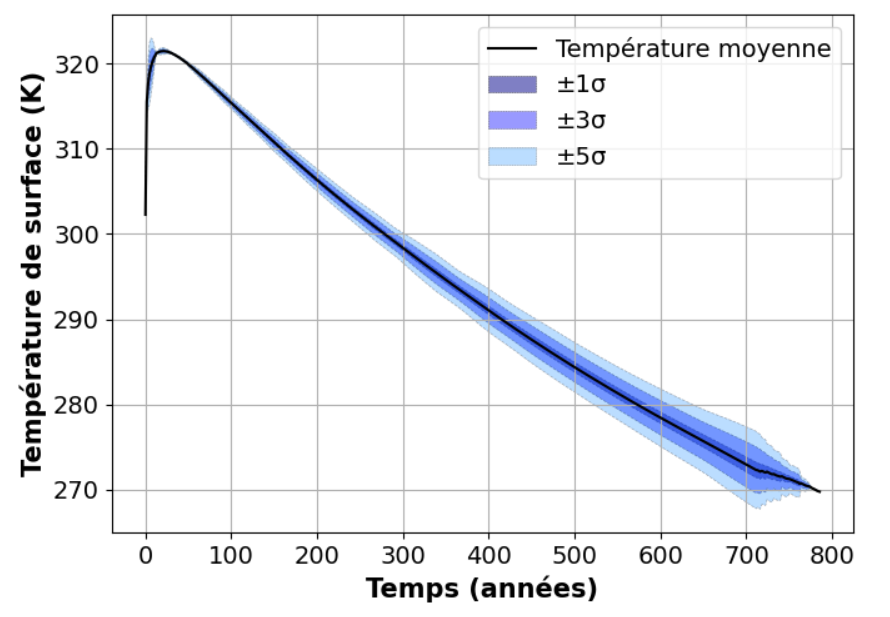 Température de surface (K)
320
310
300
290
280
270
Température moyenne
±1σ
±3σ
±5σ
0 100 200 300 400 500 600 700 800
Temps (années)